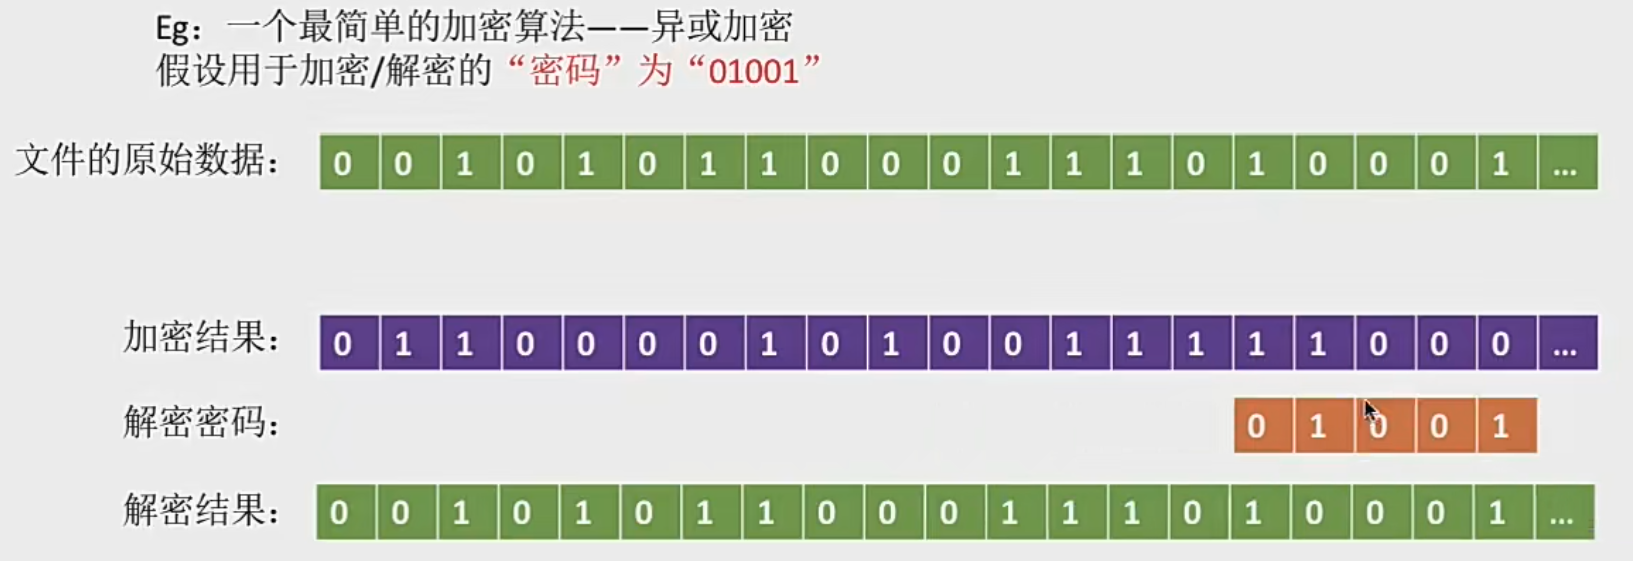 Eg：一个最简单的加密算法——异或加密
假设用于加密/解密的“密码”为“01001”
文件的原始数据： 0 0 1 0 1 0 1 1 0 0 0 1 1 1 0 1 0 0 0 1 ...
加密结果： 0 1 1 0 0 0 0 1 0 1 0 0 1 1 1 1 1 0 0 0 ...
解密密码： 0 1 0 0 1
解密结果： 0 0 1 0 1 0 1 1 0 0 0 1 1 1 0 1 0 0 0 1 ...